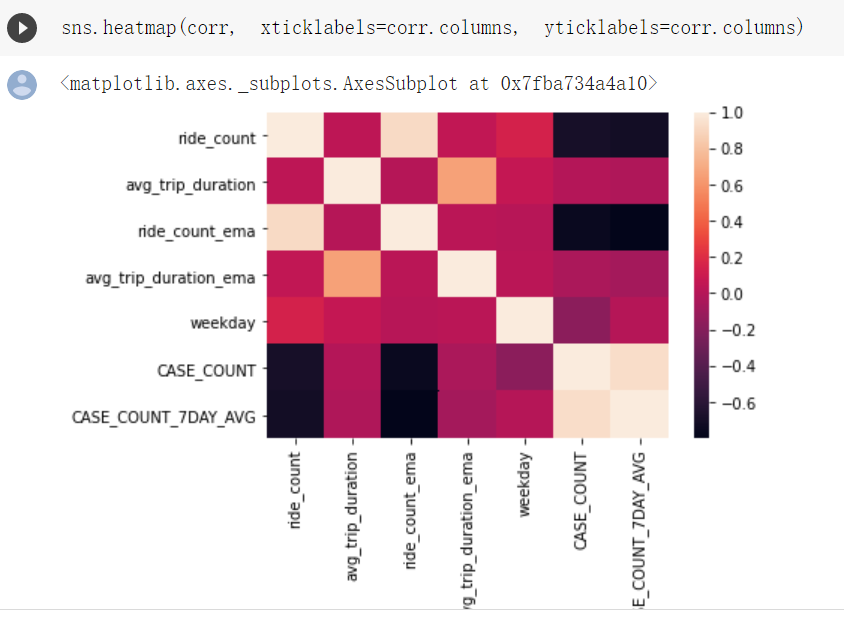 sns.heatmap(corr, xticklabels=corr.columns, yticklabels=corr.columns)
<matplotlib.axes._subplots.AxesSubplot at 0x7fba734a4a10>
ride_count
avg_trip_duration
ride_count_ema
avg_trip_duration_ema
weekday
CASE_COUNT
CASE_COUNT_7DAY_AVG
1.0
0.8
0.6
0.4
0.2
0.0
−0.2
−0.4
−0.6
ride_count
avg_trip_duration
ride_count_ema
vg_trip_duration_ema
weekday
CASE_COUNT
E_COUNT_7DAY_AVG